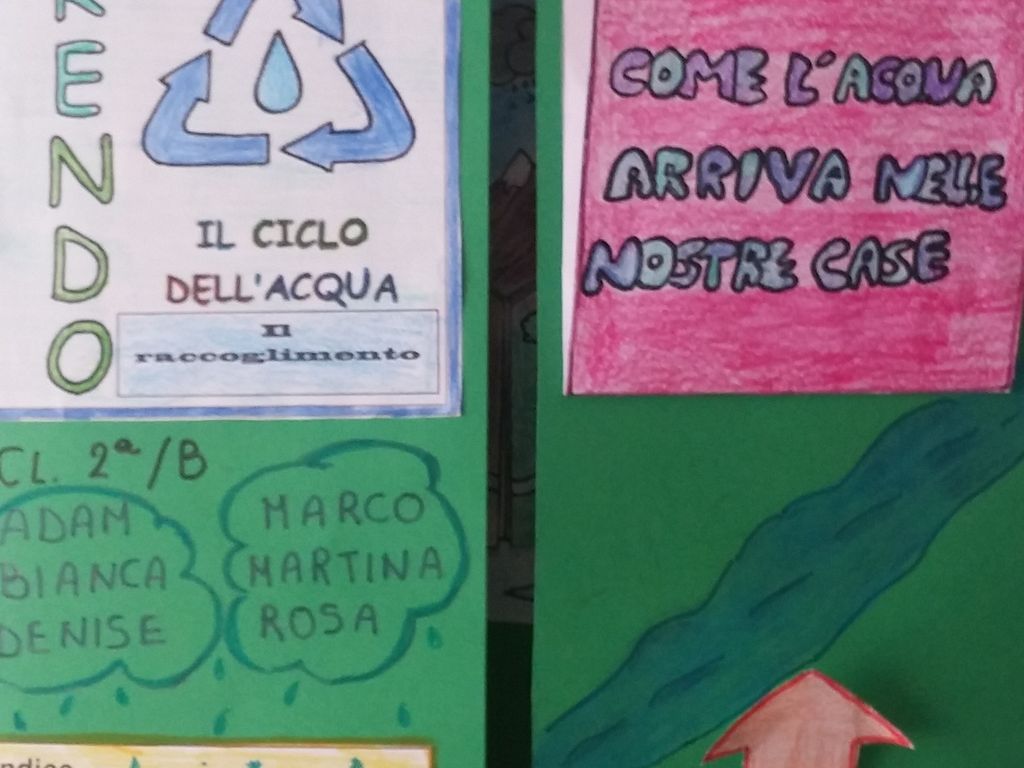 RENDO
IL CICLO
DELL'ACQUA
Il
raccoglimento
CL. 2ª/B
ADAM
BIANCA
DENISE
MARCO
MARTINA
ROSA
COME L'ACQUA
ARRIVA NELLE
NOSTRE CASE